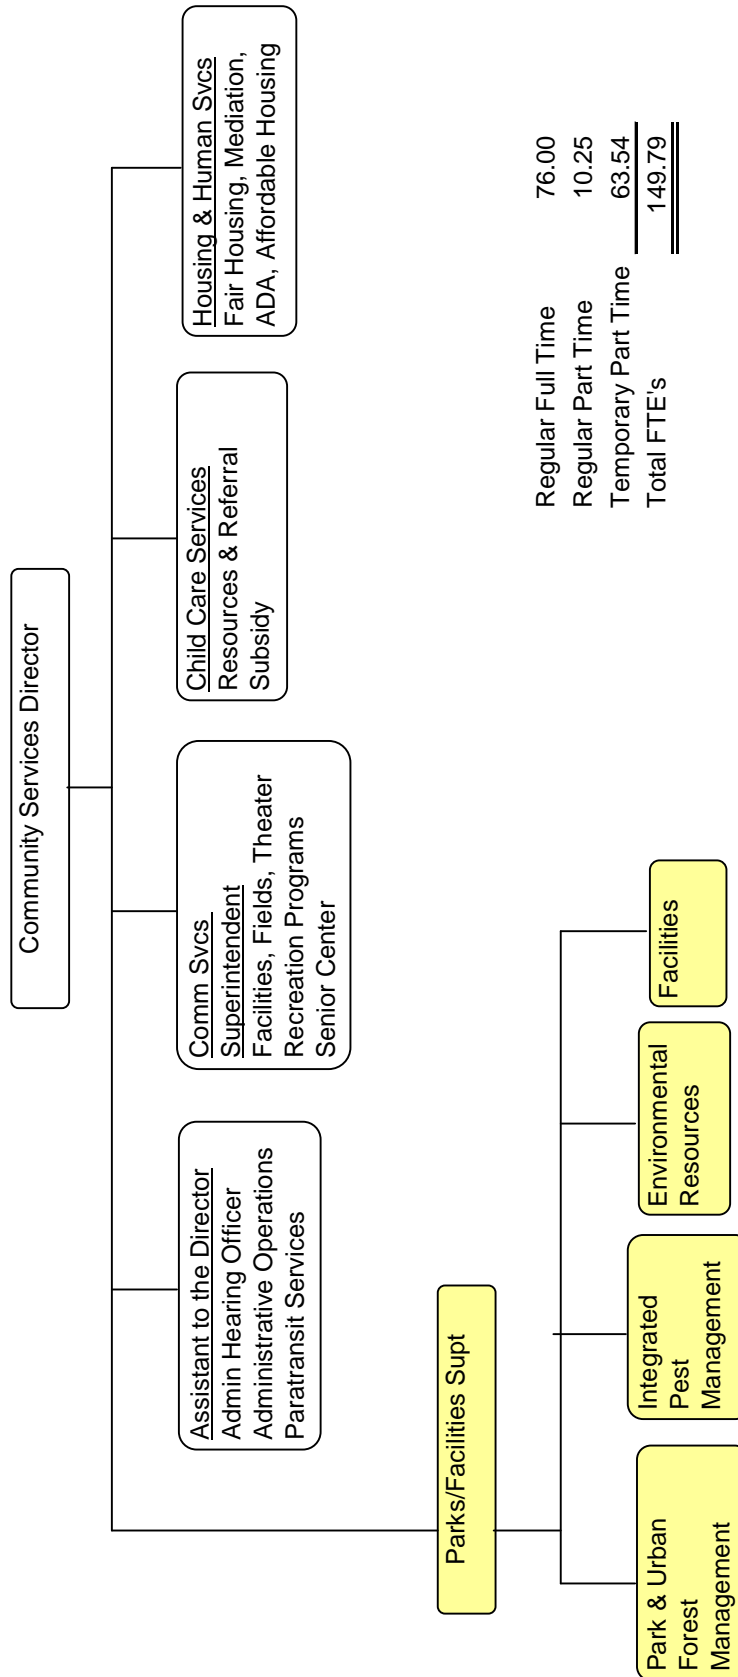 Community Services Director
Assistant to the Director
Admin Hearing Officer
Administrative Operations
Paratransit Services
Comm Svcs
Superintendent
Facilities, Fields, Theater
Recreation Programs
Senior Center
Child Care Services
Resources & Referral
Subsidy
Housing & Human Svcs
Fair Housing, Mediation,
ADA, Affordable Housing
Parks/Facilities Supt
Park & Urban
Forest
Management
Integrated
Pest
Management
Environmental
Resources
Facilities
Regular Full Time 76.00
Regular Part Time 10.25
Temporary Part Time 63.54
Total FTE's 149.79